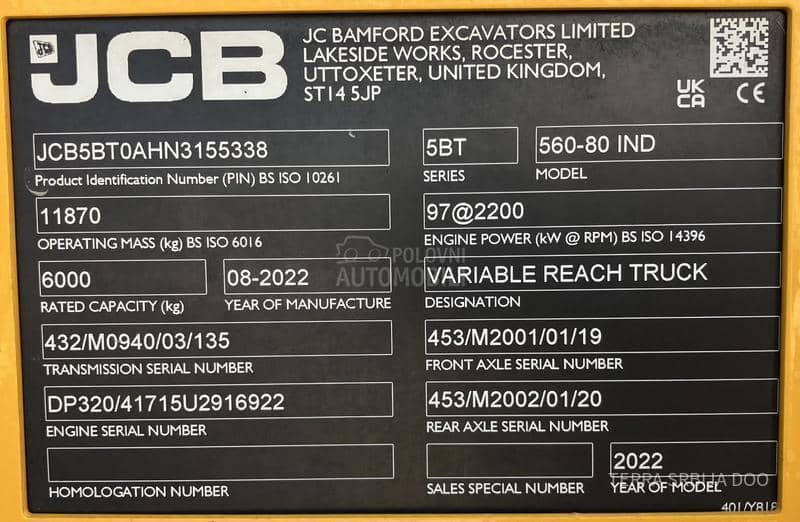 JCB
JC BAMFORD EXCAVATORS LIMITED
LAKESIDE WORKS, ROCESTER,
UTTOXETER, UNITED KINGDOM,
ST14 5JP
UK
CA
CE
JCB5BT0AHN3155338
Product Identification Number (PIN) BS ISO 10261
5BT
SERIES
560-80 IND
MODEL
11870
OPERATING MASS (kg) BS ISO 6016
97@2200
ENGINE POWER (kW @ RPM) BS ISO 14396
6000
RATED CAPACITY (kg)
08-2022
YEAR OF MANUFACTURE
POLOVNI
AUTOMOBILI
VARIABLE REACH TRUCK
DESIGNATION
432/M0940/03/135
TRANSMISSION SERIAL NUMBER
453/M2001/01/19
FRONT AXLE SERIAL NUMBER
DP320/41715U2916922
ENGINE SERIAL NUMBER
453/M2002/01/20
REAR AXLE SERIAL NUMBER
HOMOLOGATION NUMBER
SALES SPECIAL NUMBER
2022
TERRA SRBIJA DOO
YEAR OF MODEL